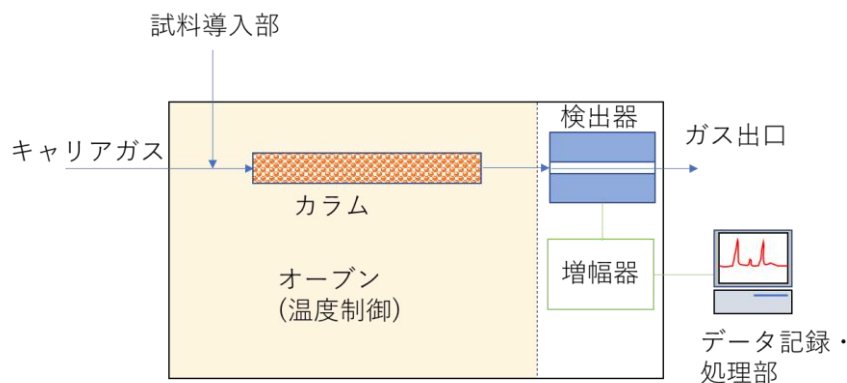 試料導入部
検出器
キャリアガス
ガス出口
カラム
オーブン
(温度制御)
増幅器
データ記録・
処理部